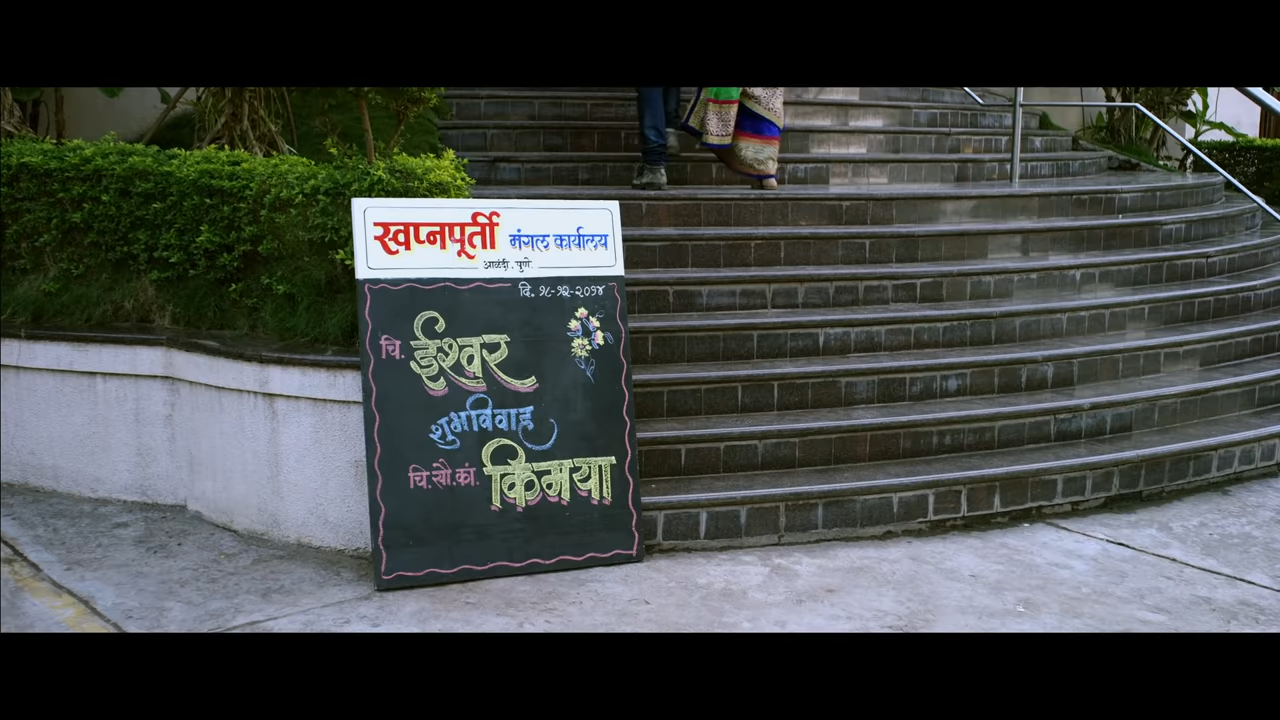 स्वप्नपूर्ती मंगल कार्यालय
आळंदी. पुणे.
दि. १८-१२-२०१४
चि. ईश्वर
शुभविवाह
चि.सौ.कां. किमया